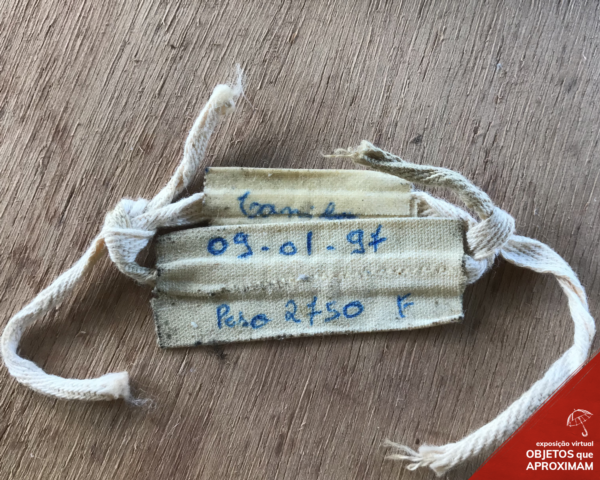 09-01-97
Peso 2750 F
exposição virtual
OBJETOS que
APROXIMAM